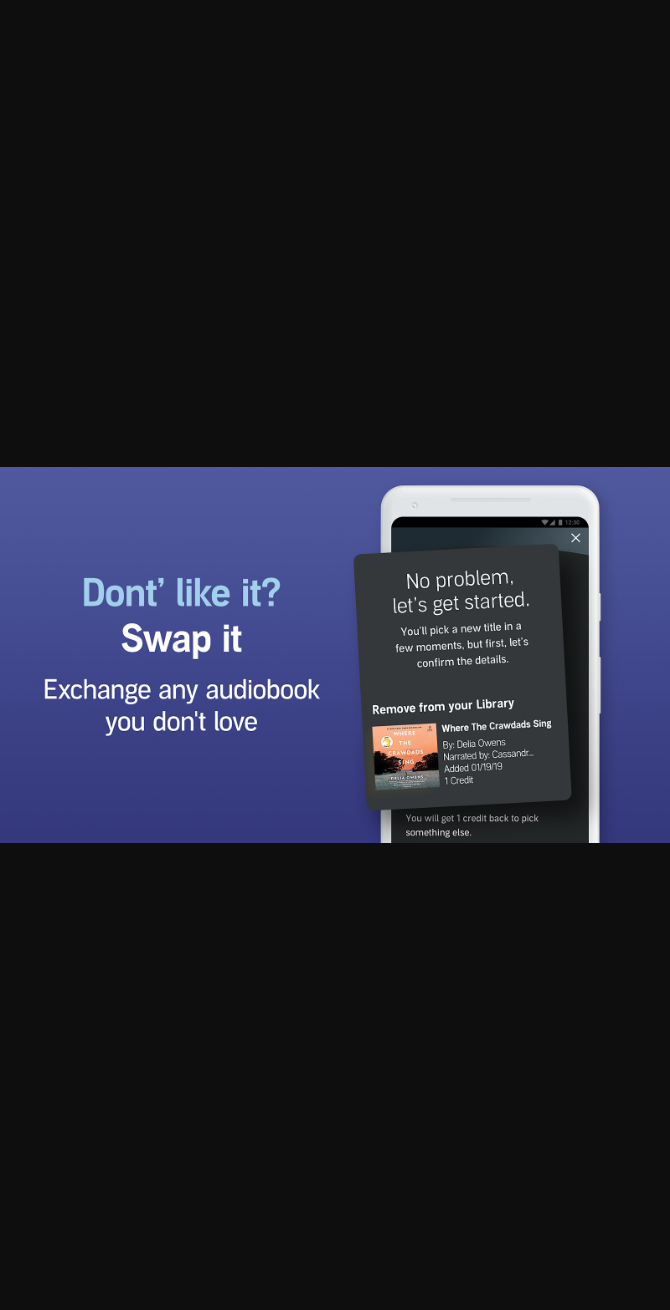 Dont’ like it?
Swap it
Exchange any audiobook
you don't love
12:30
No problem,
let's get started.
You'll pick a new title in a
few moments, but first, let's
confirm the details.
Remove from your Library
WHERE
THE
CRAWDADS
SING
DELIA OWENS
Where The Crawdads Sing
By: Delia Owens
Narrated by: Cassandr...
Added 01/19/19
1 Credit
You will get 1 credit back to pick
something else.